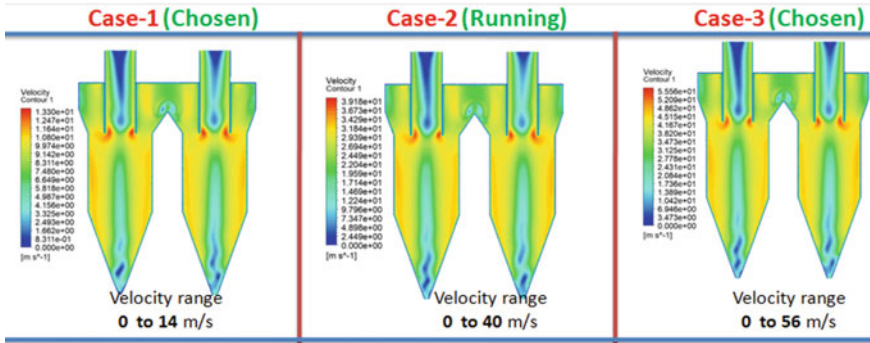 Case-1 (Chosen)
Velocity
Contour 1
1.330e+01
1.247e+01
1.164e+01
1.080e+01
9.974e+00
9.142e+00
8.311e+00
7.480e+00
6.649e+00
5.818e+00
4.987e+00
4.156e+00
3.325e+00
2.493e+00
1.662e+00
8.311e-01
0.000e+00
[m s^-1]
Velocity range
0 to 14 m/s
Case-2 (Running)
Velocity
Contour 1
3.918e+01
3.673e+01
3.429e+01
3.184e+01
2.939e+01
2.694e+01
2.449e+01
2.204e+01
1.959e+01
1.714e+01
1.469e+01
1.224e+01
9.796e+00
7.347e+00
4.898e+00
2.449e+00
0.000e+00
[m s^-1]
Velocity range
0 to 40 m/s
Case-3 (Chosen)
Velocity
Contour 1
5.556e+01
5.209e+01
4.862e+01
4.515e+01
4.167e+01
3.820e+01
3.473e+01
3.125e+01
2.778e+01
2.431e+01
2.084e+01
1.736e+01
1.389e+01
1.042e+01
6.946e+00
3.473e+00
0.000e+00
[m s^-1]
Velocity range
0 to 56 m/s